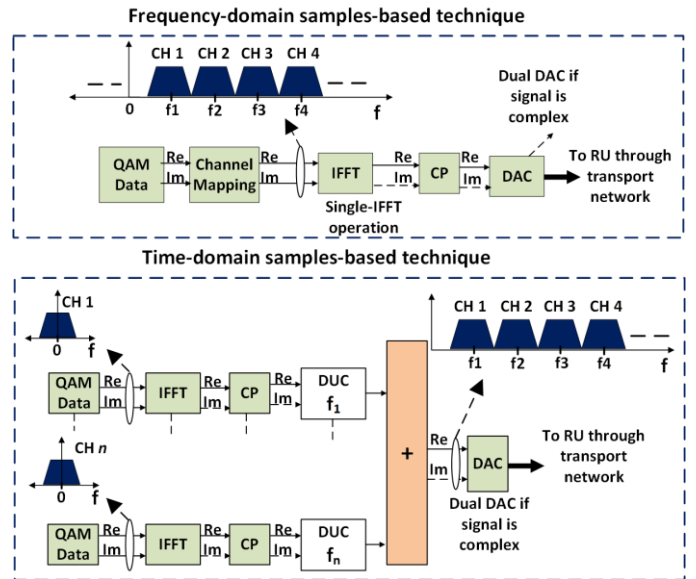 Frequency-domain samples-based technique
CH 1 CH 2 CH 3 CH 4
0 f1 f2 f3 f4 f
Dual DAC if
signal is
complex
QAM
Data
Re
Im
Channel
Mapping
Re
Im
IFFT
Re
Im
CP
Re
Im
DAC
To RU through
transport
network
Single-IFFT
operation
Time-domain samples-based technique
CH 1
0 f
CH 1 CH 2 CH 3 CH 4
f1 f2 f3 f4 f
QAM
Data
Re
Im
IFFT
Re
Im
CP
Re
Im
DUC
f1
CH n
0 f
+
Re
Im
DAC
To RU through
transport
network
Dual DAC if
signal is
complex
QAM
Data
Re
Im
IFFT
Re
Im
CP
Re
Im
DUC
fn